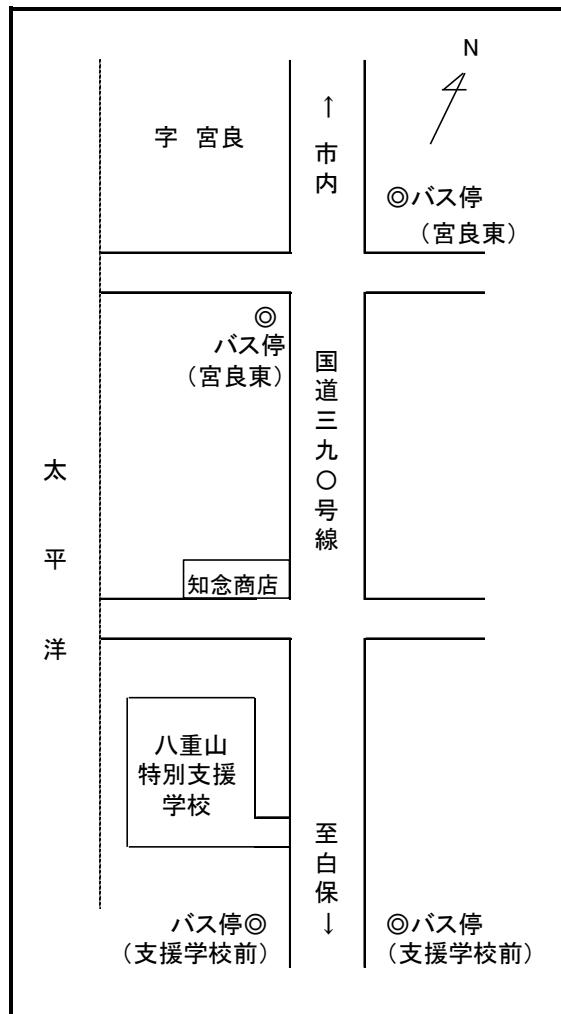 N
↑市内
字 宮良
◎バス停
（宮良東）
◎
バス停
（宮良東）
国道三九〇号線
太平洋
知念商店
八重山
特別支援
学校
至白保↓
バス停◎
（支援学校前）
◎バス停
（支援学校前）